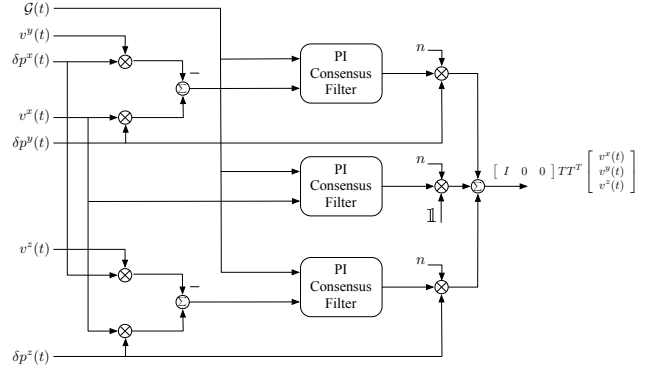 𝒢(t)
v^y(t)
δp^x(t)
v^x(t)
δp^y(t)
v^z(t)
δp^z(t)
−
Σ
−
Σ
PI
Consensus
Filter
PI
Consensus
Filter
PI
Consensus
Filter
n
n
𝟙
n
Σ
[ I 0 0 ] TT^T [ v^x(t)
v^y(t)
v^z(t) ]